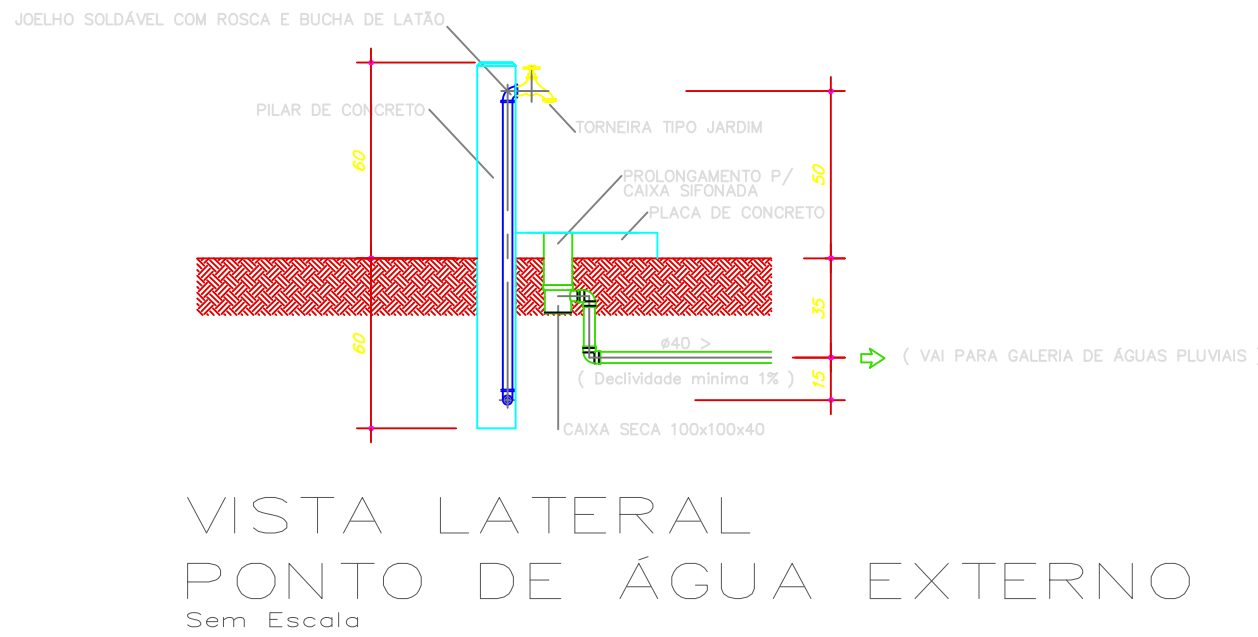 JOELHO SOLDÁVEL COM ROSCA E BUCHA DE LATÃO
PILAR DE CONCRETO
TORNEIRA TIPO JARDIM
60
50
PROLONGAMENTO P/
CAIXA SIFONADA
PLACA DE CONCRETO
35
60
ø40 >
( VAI PARA GALERIA DE ÁGUAS PLUVIAIS )
( Declividade minima 1% )
15
CAIXA SECA 100x100x40
VISTA LATERAL
PONTO DE ÁGUA EXTERNO
Sem Escala